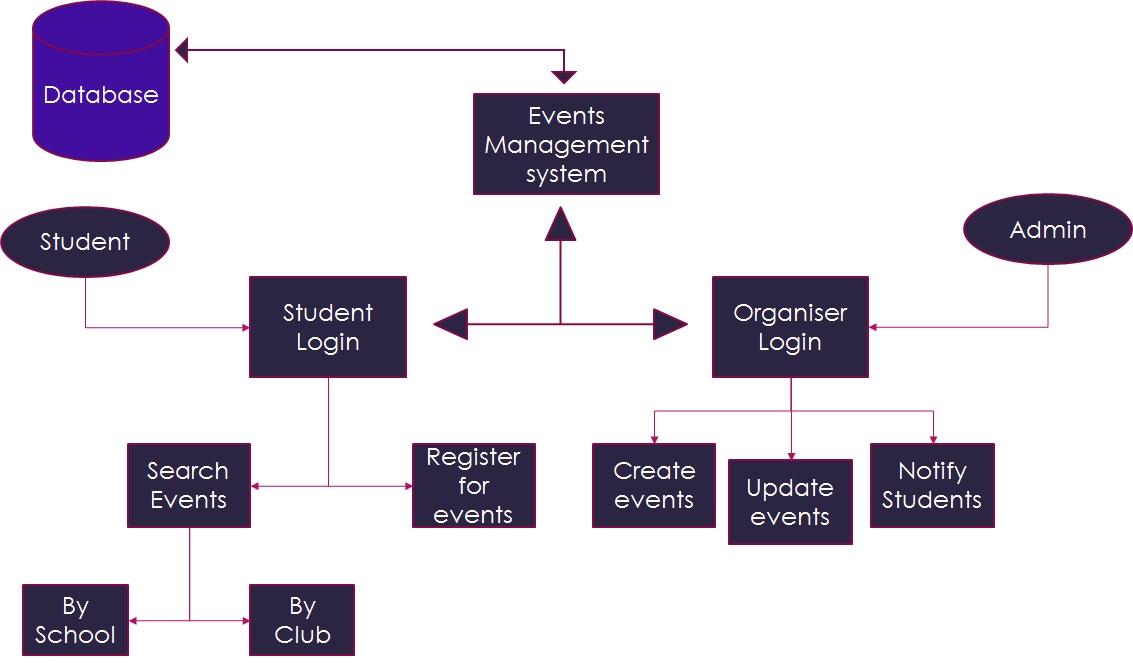 Database
Events
Management
system
Student
Admin
Student
Login
Organiser
Login
Search
Events
Register
for
events
Create
events
Update
events
Notify
Students
By
School
By
Club